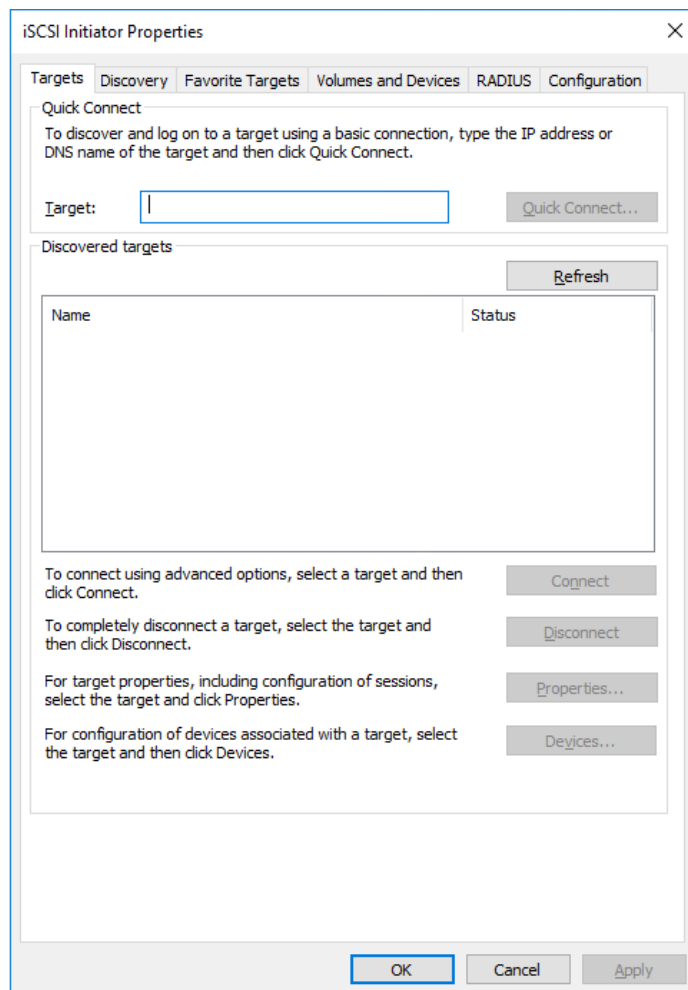 iSCSI Initiator Properties
Targets Discovery Favorite Targets Volumes and Devices RADIUS Configuration
Quick Connect
To discover and log on to a target using a basic connection, type the IP address or
DNS name of the target and then click Quick Connect.
Target: Quick Connect...
Discovered targets
Refresh
Name Status
To connect using advanced options, select a target and then
click Connect.
Connect
To completely disconnect a target, select the target and
then click Disconnect.
Disconnect
For target properties, including configuration of sessions,
select the target and click Properties.
Properties...
For configuration of devices associated with a target, select
the target and then click Devices.
Devices...
OK Cancel Apply